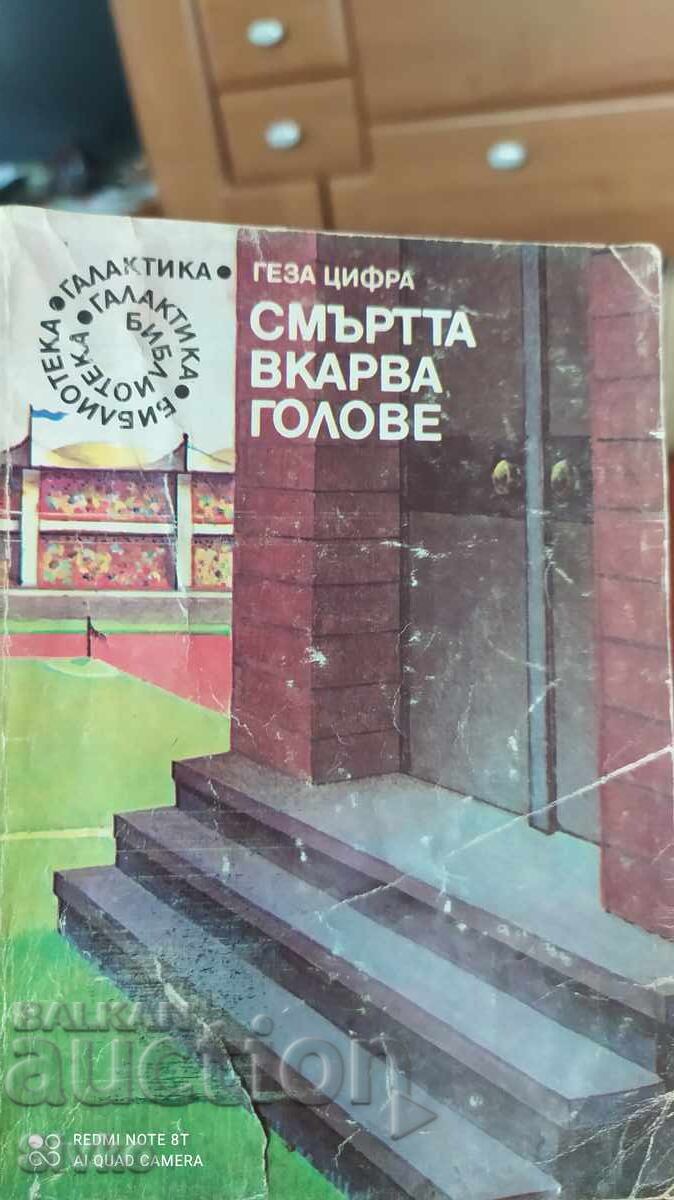 БИБЛИОТЕКА • ГАЛАКТИКА •
БИБЛИОТЕКА • ГАЛАКТИКА •
ГЕЗА ЦИФРА
СМЪРТТА
ВКАРВА
ГОЛОВЕ
BALKAN
auction
REDMI NOTE 8T
AI QUAD CAMERA